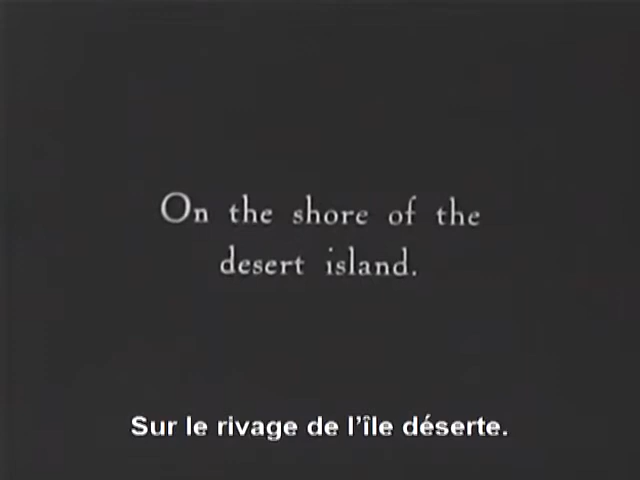 On the shore of the
desert island.
Sur le rivage de l'île déserte.